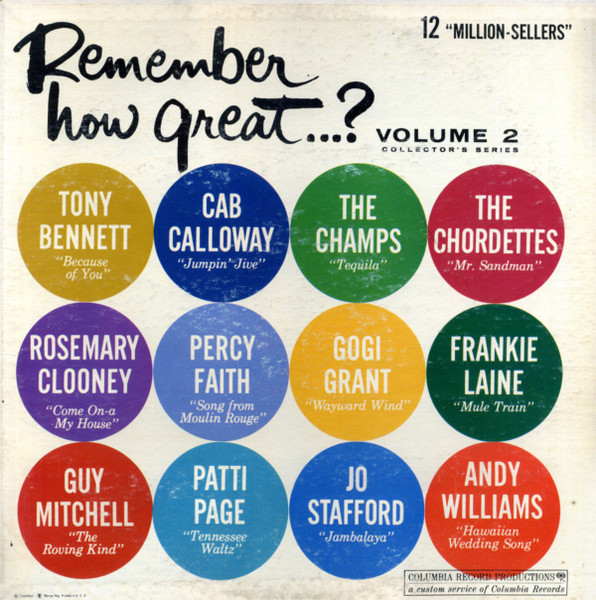 12 "MILLION-SELLERS"
Remember
how great...?
VOLUME 2
COLLECTOR'S SERIES
TONY
BENNETT
"Because
of You"
CAB
CALLOWAY
"Jumpin' Jive"
THE
CHAMPS
"Tequila"
THE
CHORDETTES
"Mr. Sandman"
ROSEMARY
CLOONEY
"Come On-a
My House"
PERCY
FAITH
"Song from
Moulin Rouge"
GOGI
GRANT
"Wayward Wind"
FRANKIE
LAINE
"Mule Train"
GUY
MITCHELL
"The
Roving Kind"
PATTI
PAGE
"Tennessee
Waltz"
JO
STAFFORD
"Jambalaya"
ANDY
WILLIAMS
"Hawaiian
Wedding Song"
COLUMBIA RECORD PRODUCTIONS
a custom service of Columbia Records